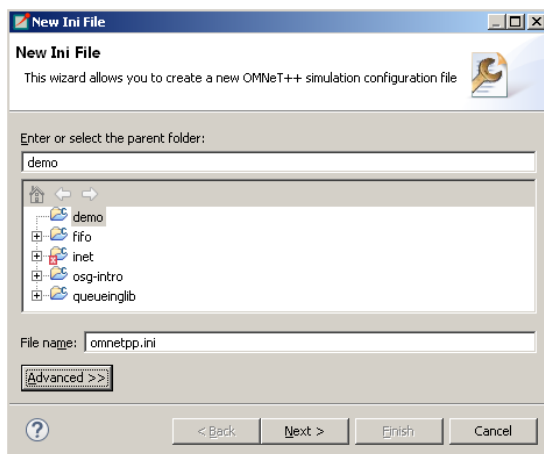 New Ini File
New Ini File
This wizard allows you to create a new OMNeT++ simulation configuration file
Enter or select the parent folder:
demo
demo
fifo
inet
osg-intro
queueinglib
File name: omnetpp.ini
Advanced >>
< Back Next > Finish Cancel